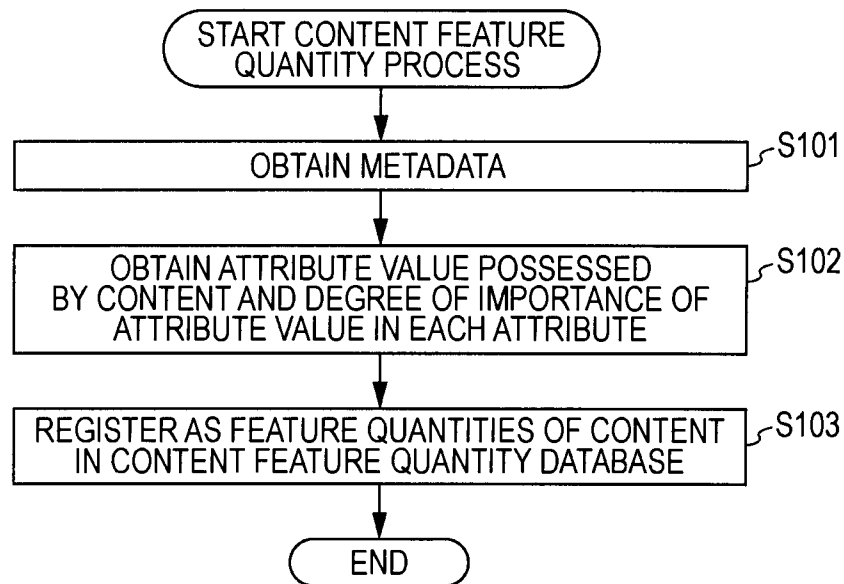 START CONTENT FEATURE
QUANTITY PROCESS
OBTAIN METADATA
S101
OBTAIN ATTRIBUTE VALUE POSSESSED
BY CONTENT AND DEGREE OF IMPORTANCE OF
ATTRIBUTE VALUE IN EACH ATTRIBUTE
S102
REGISTER AS FEATURE QUANTITIES OF CONTENT
IN CONTENT FEATURE QUANTITY DATABASE
S103
END